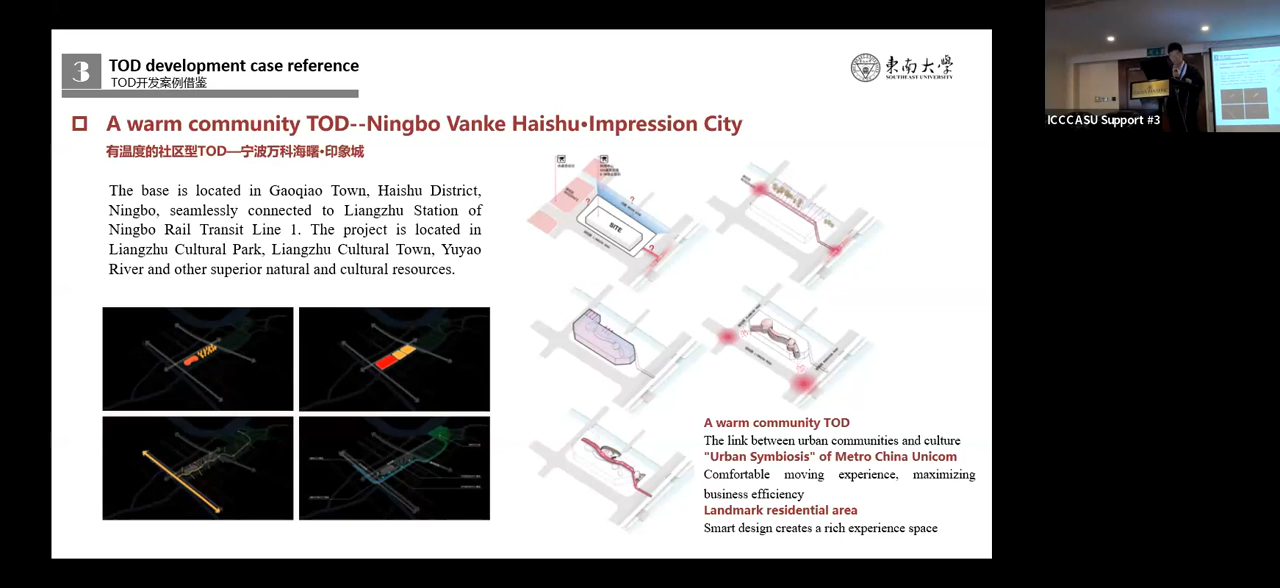 3
TOD development case reference
TOD开发案例借鉴
東南大學
SOUTHEAST UNIVERSITY
A warm community TOD--Ningbo Vanke Haishu•Impression City
有温度的社区型TOD—宁波万科海曙•印象城
The base is located in Gaoqiao Town, Haishu District,
Ningbo, seamlessly connected to Liangzhu Station of
Ningbo Rail Transit Line 1. The project is located in
Liangzhu Cultural Park, Liangzhu Cultural Town, Yuyao
River and other superior natural and cultural resources.
?
?
SITE
?
A warm community TOD
The link between urban communities and culture
"Urban Symbiosis" of Metro China Unicom
Comfortable moving experience, maximizing
business efficiency
Landmark residential area
Smart design creates a rich experience space
ICCCASU Support #3